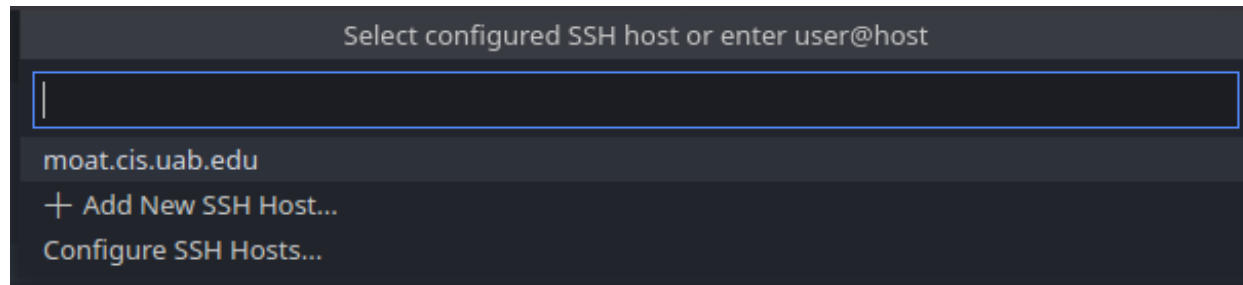 Select configured SSH host or enter user@host
moat.cis.uab.edu
+ Add New SSH Host...
Configure SSH Hosts...